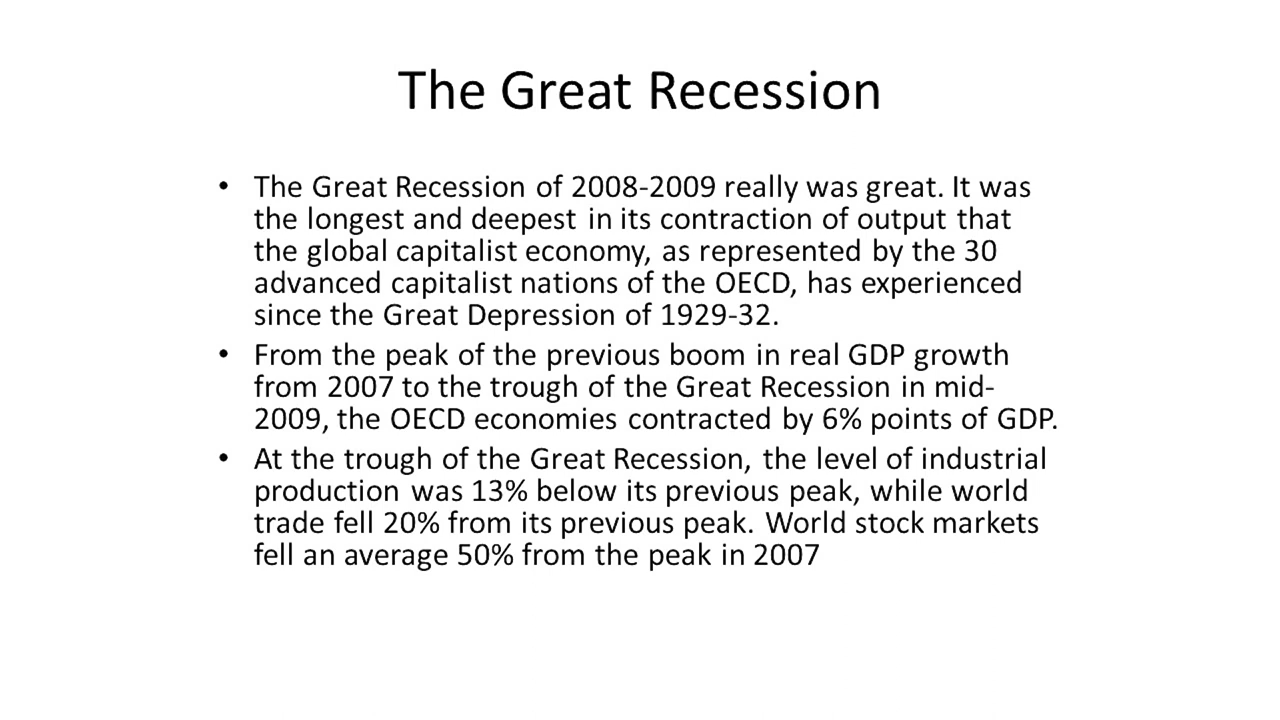 The Great Recession
• The Great Recession of 2008-2009 really was great. It was
the longest and deepest in its contraction of output that
the global capitalist economy, as represented by the 30
advanced capitalist nations of the OECD, has experienced
since the Great Depression of 1929-32.
• From the peak of the previous boom in real GDP growth
from 2007 to the trough of the Great Recession in mid-
2009, the OECD economies contracted by 6% points of GDP.
• At the trough of the Great Recession, the level of industrial
production was 13% below its previous peak, while world
trade fell 20% from its previous peak. World stock markets
fell an average 50% from the peak in 2007